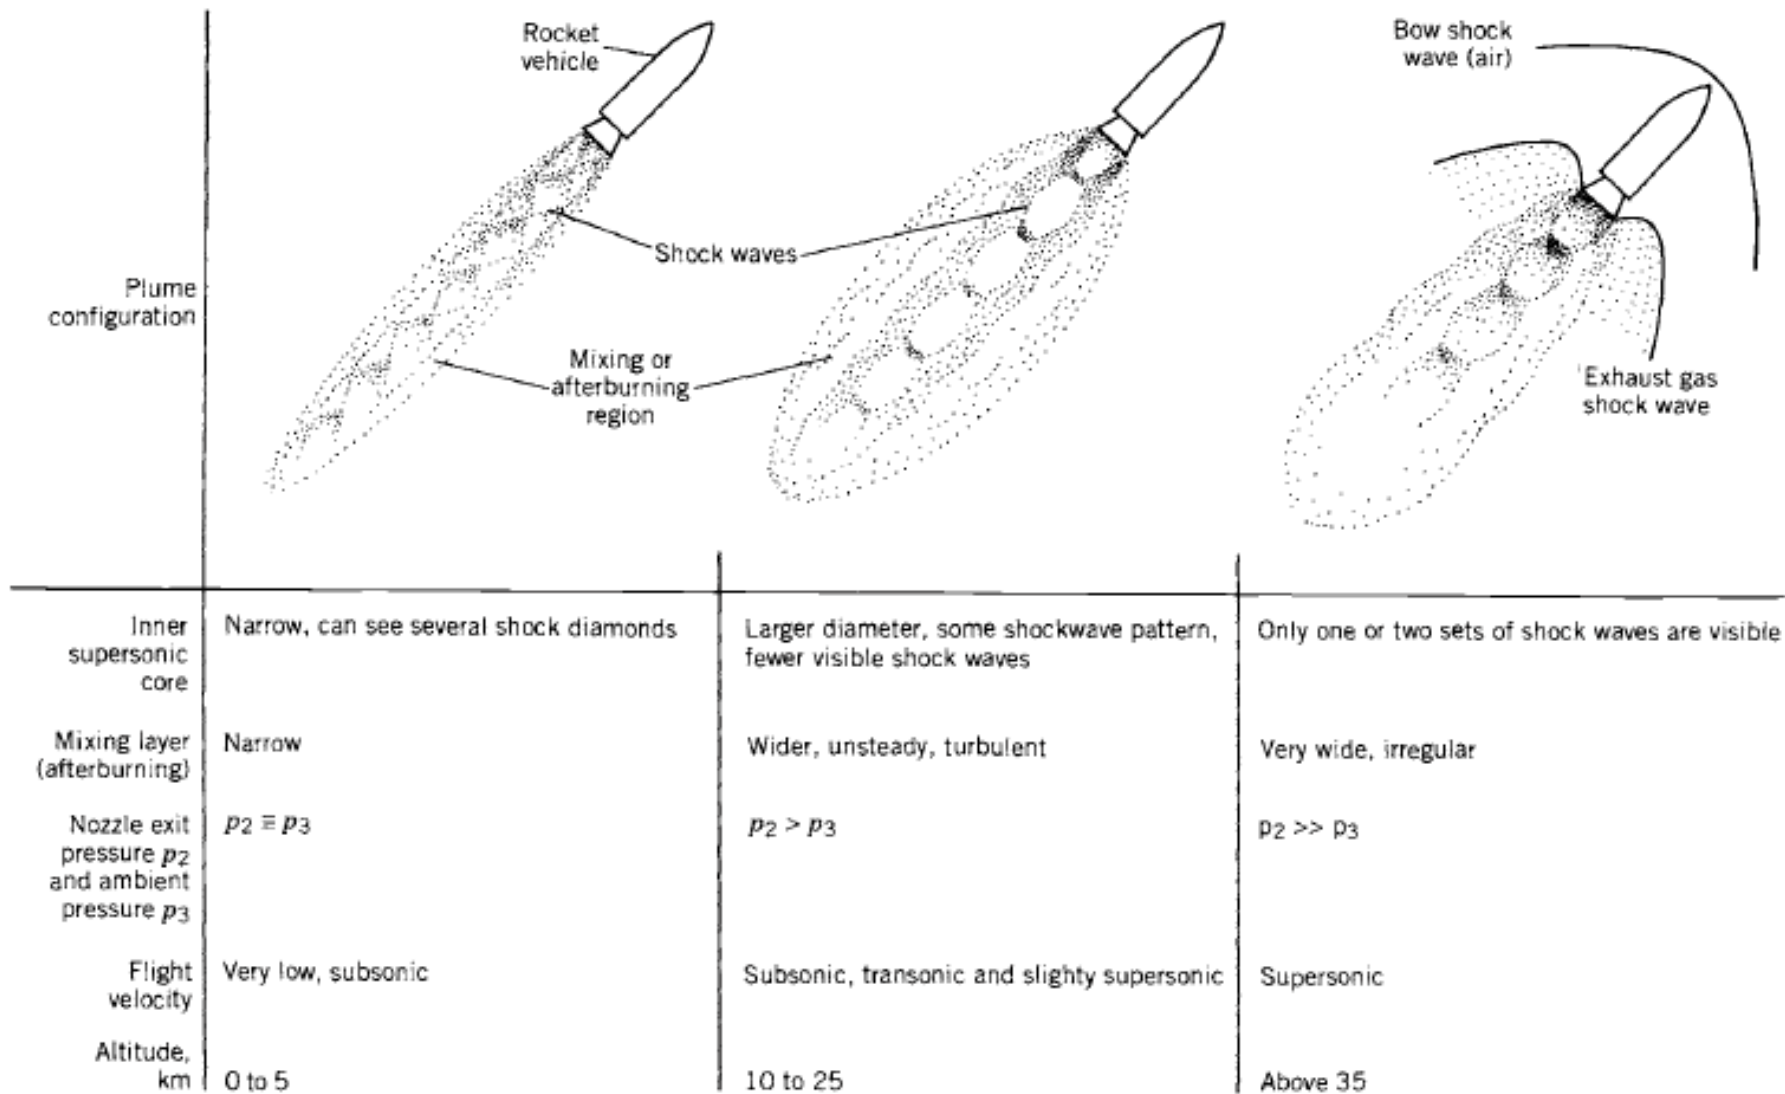 Rocket
vehicle
Bow shock
wave (air)
Shock waves
Plume
configuration
Mixing or
afterburning
region
Exhaust gas
shock wave
Inner
supersonic
core
Narrow, can see several shock diamonds
Larger diameter, some shockwave pattern,
fewer visible shock waves
Only one or two sets of shock waves are visible
Mixing layer
(afterburning)
Narrow
Wider, unsteady, turbulent
Very wide, irregular
Nozzle exit
pressure p2
and ambient
pressure p3
p2 ≡ p3
p2 > p3
p2 >> p3
Flight
velocity
Very low, subsonic
Subsonic, transonic and slighty supersonic
Supersonic
Altitude,
km
0 to 5
10 to 25
Above 35